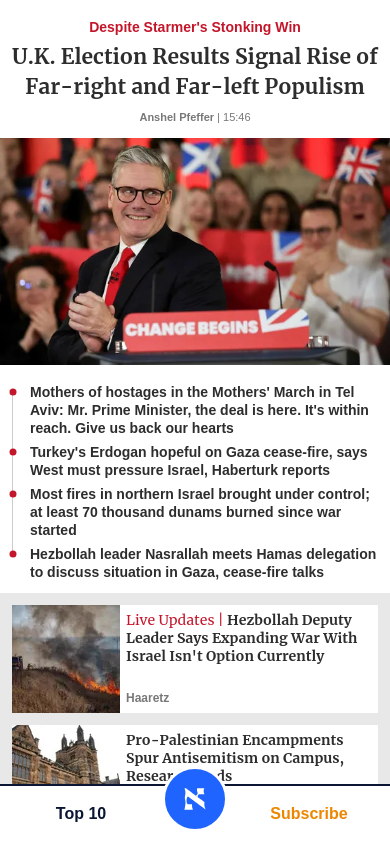 Despite Starmer's Stonking Win
U.K. Election Results Signal Rise of
Far-right and Far-left Populism
Anshel Pfeffer | 15:46
CHANGE BEGINS
Mothers of hostages in the Mothers' March in Tel
Aviv: Mr. Prime Minister, the deal is here. It's within
reach. Give us back our hearts
Turkey's Erdogan hopeful on Gaza cease-fire, says
West must pressure Israel, Haberturk reports
Most fires in northern Israel brought under control;
at least 70 thousand dunams burned since war
started
Hezbollah leader Nasrallah meets Hamas delegation
to discuss situation in Gaza, cease-fire talks
Live Updates | Hezbollah Deputy
Leader Says Expanding War With
Israel Isn't Option Currently
Haaretz
Pro-Palestinian Encampments
Spur Antisemitism on Campus,
Top 10
Subscribe